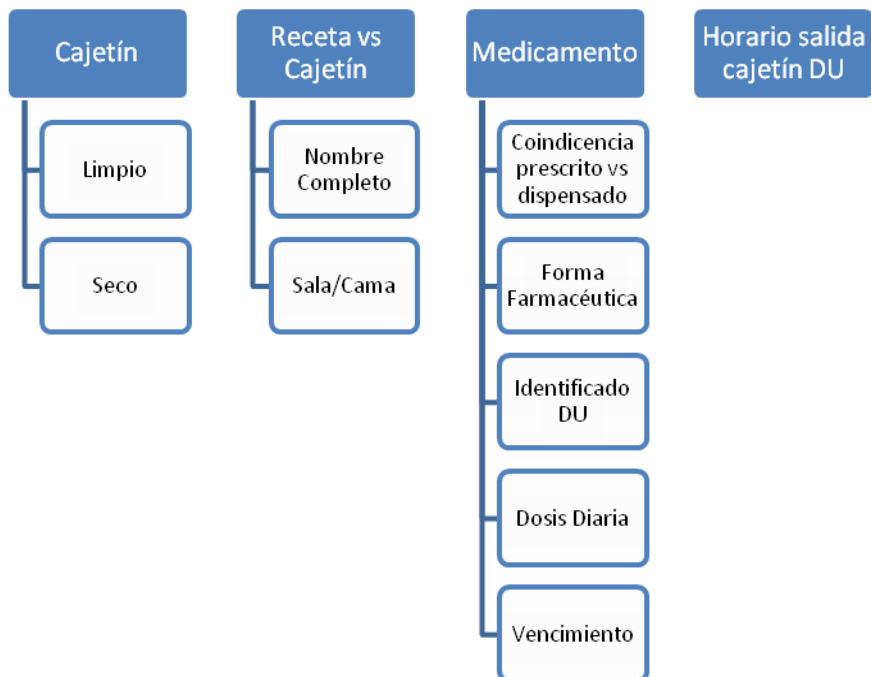 Cajetín
Limpio
Seco
Receta vs
Cajetín
Nombre
Completo
Sala/Cama
Medicamento
Coindicencia
prescrito vs
dispensado
Forma
Farmacéutica
Identificado
DU
Dosis Diaria
Vencimiento
Horario salida
cajetín DU